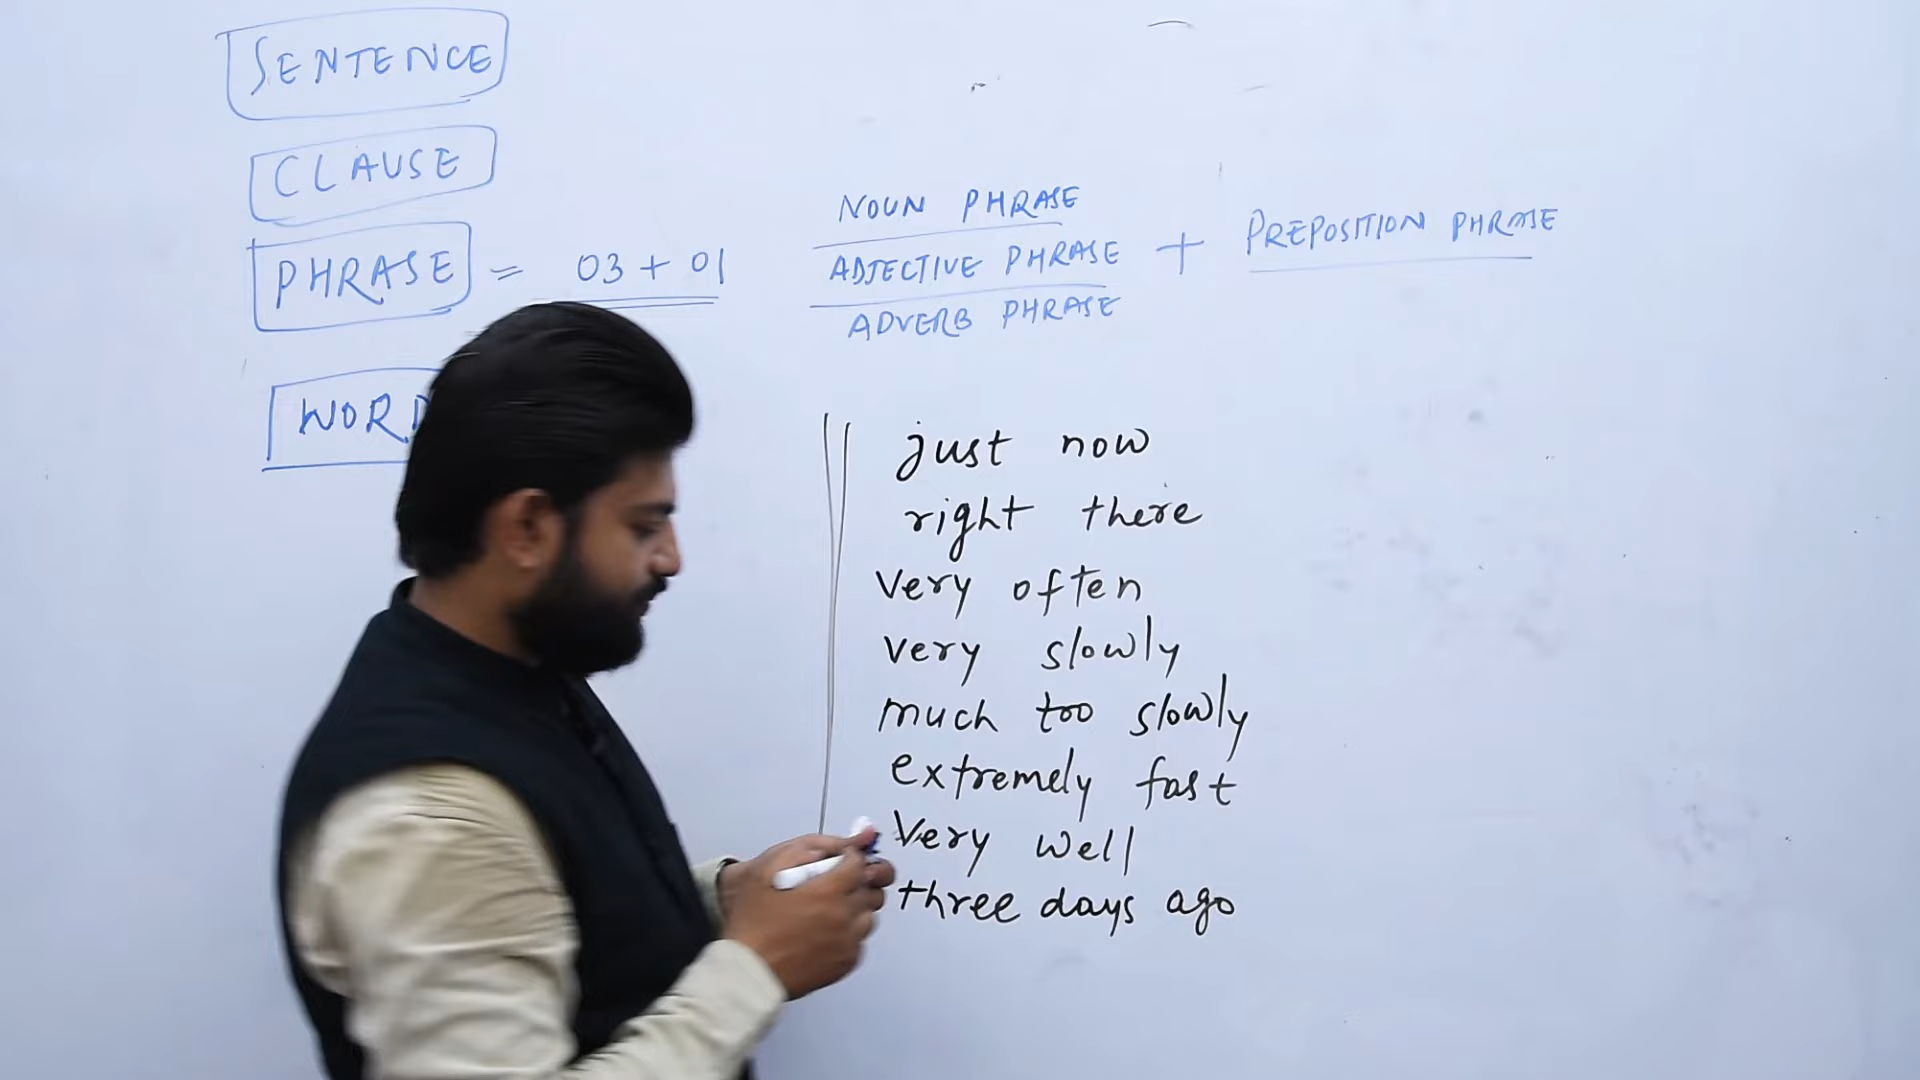 SENTENCE
CLAUSE
PHRASE = 03 + 01
NOUN PHRASE
ADJECTIVE PHRASE + PREPOSITION PHRASE
ADVERB PHRASE
WORD
just now
right there
very often
very slowly
much too slowly
extremely fast
Very well
three days ago